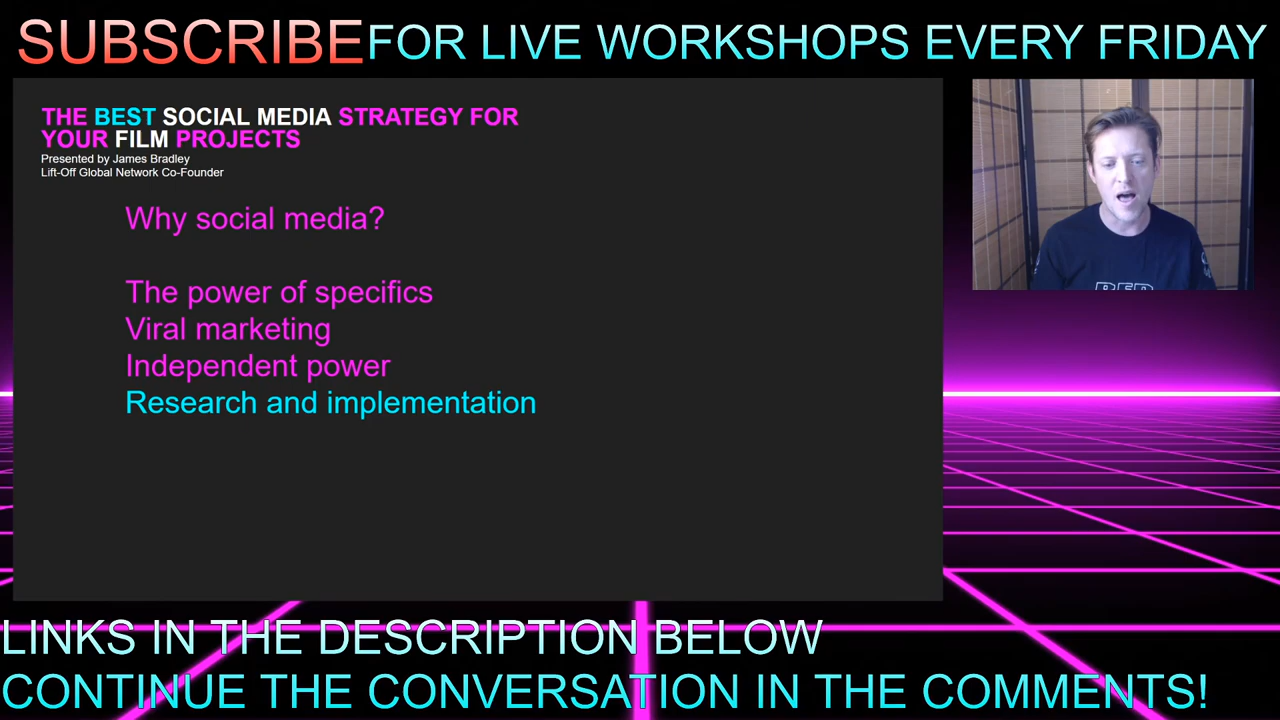 SUBSCRIBE FOR LIVE WORKSHOPS EVERY FRIDAY
THE BEST SOCIAL MEDIA STRATEGY FOR
YOUR FILM PROJECTS
Presented by James Bradley
Lift-Off Global Network Co-Founder
Why social media?
The power of specifics
Viral marketing
Independent power
Research and implementation
LINKS IN THE DESCRIPTION BELOW
CONTINUE THE CONVERSATION IN THE COMMENTS!